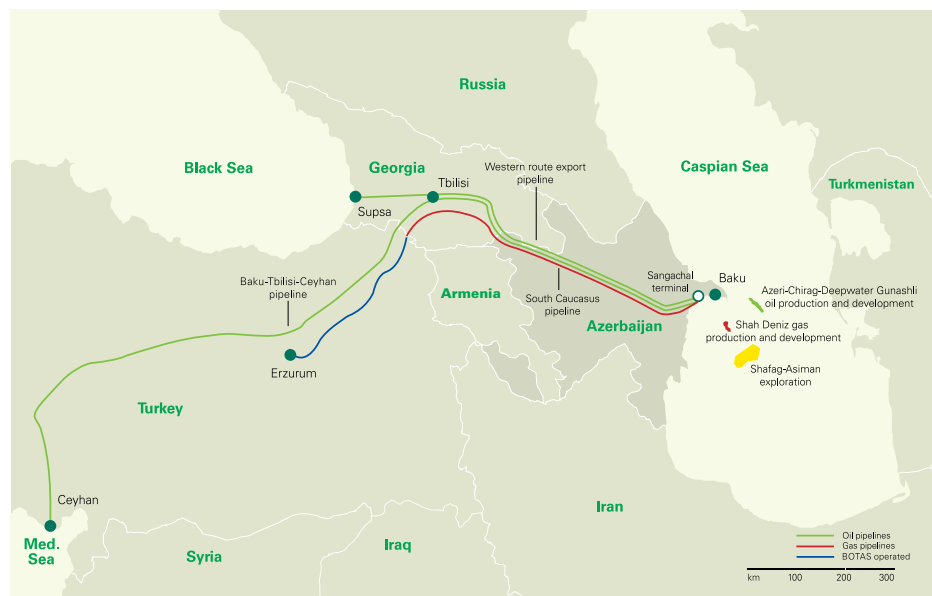 Russia
Black Sea
Georgia
Tbilisi
Supsa
Western route export
pipeline
Caspian Sea
Turkmenistan
Baku-Tbilisi-Ceyhan
pipeline
Armenia
South Caucasus
pipeline
Azerbaijan
Sangachal
terminal
Baku
Azeri-Chirag-Deepwater Gunashli
oil production and development
Shah Deniz gas
production and development
Shafag-Asiman
exploration
Erzurum
Turkey
Ceyhan
Med.
Sea
Syria
Iraq
Iran
Oil pipelines
Gas pipelines
BOTAS operated
km 100 200 300